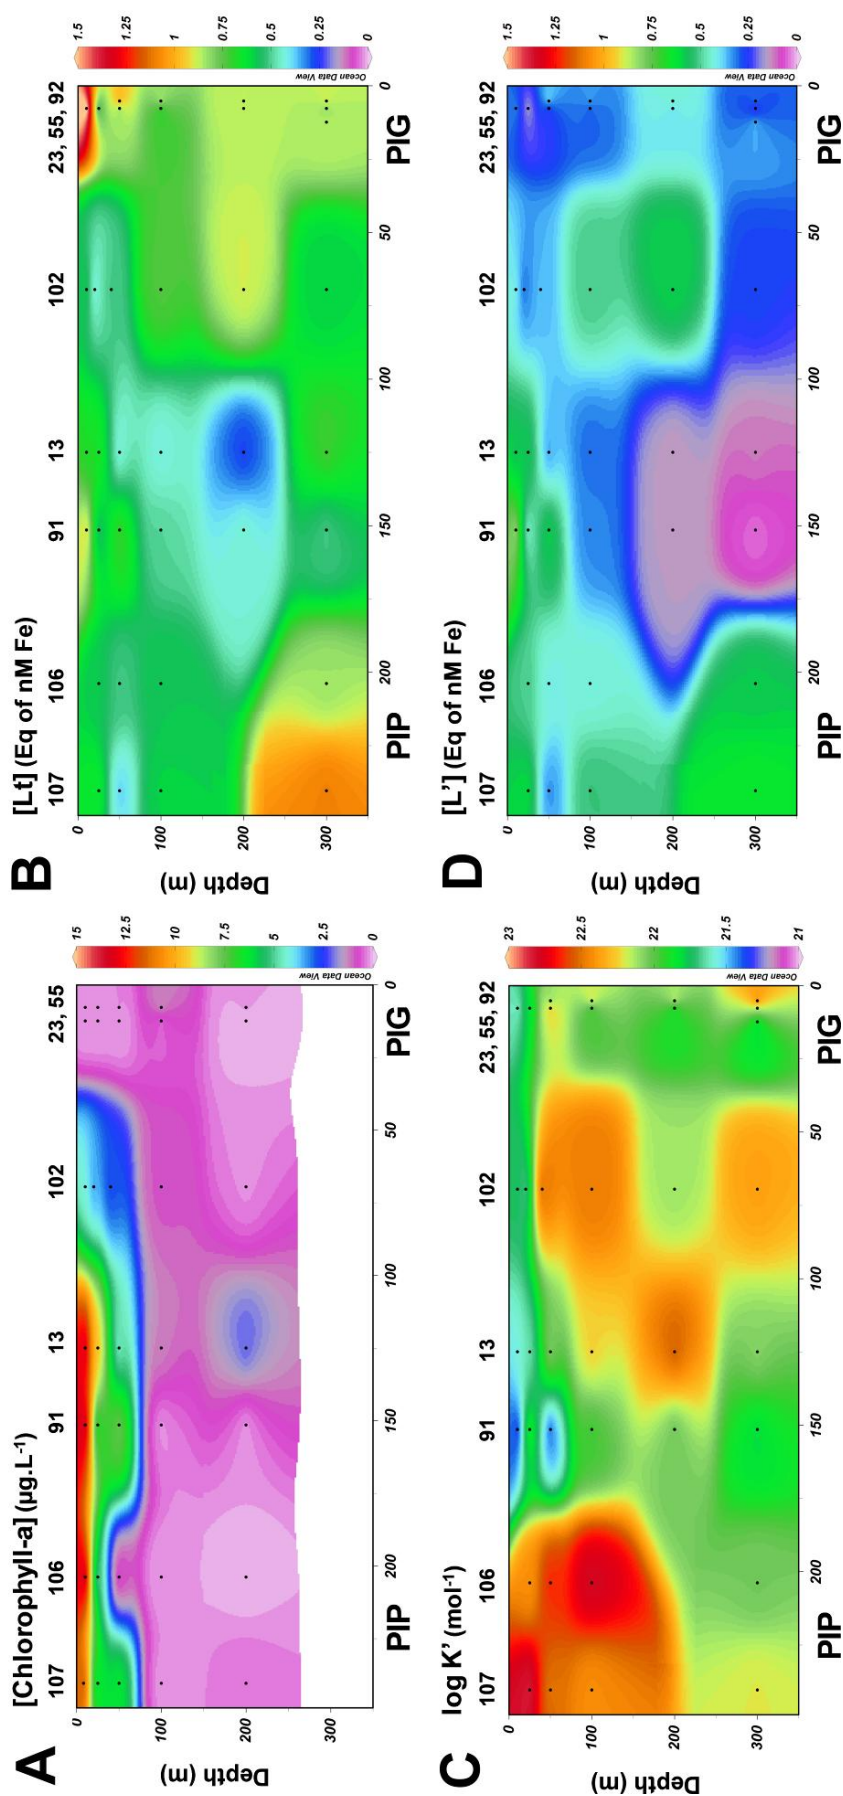 A
[Chlorophyll-a] (µg.L⁻¹)
107 106 91 13 102 23, 55
0
100
200
300
Depth (m)
PIP PIG
200 150 100 50 0
15
12.5
10
7.5
5
2.5
0
Ocean Data View
B
[Lt] (Eq of nM Fe)
107 106 91 13 102 23, 55, 92
0
100
200
300
Depth (m)
PIP PIG
200 150 100 50 0
1.5
1.25
1
0.75
0.5
0.25
0
Ocean Data View
C
log K' (mol⁻¹)
107 106 91 13 102 23, 55, 92
0
100
200
300
Depth (m)
PIP PIG
200 150 100 50 0
23
22.5
22
21.5
21
Ocean Data View
D
[L'] (Eq of nM Fe)
107 106 91 13 102 23, 55, 92
0
100
200
300
Depth (m)
PIP PIG
200 150 100 50 0
1.5
1.25
1
0.75
0.5
0.25
0
Ocean Data View